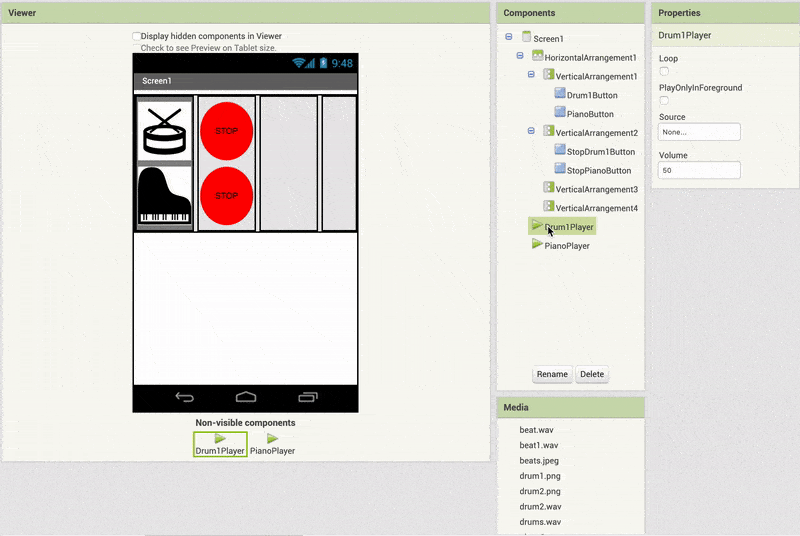 Viewer
Display hidden components in Viewer
Check to see Preview on Tablet size.
9:48
Screen1
STOP
STOP
Non-visible components
Drum1Player
PianoPlayer
Components
Screen1
HorizontalArrangement1
VerticalArrangement1
Drum1Button
PianoButton
VerticalArrangement2
StopDrum1Button
StopPianoButton
VerticalArrangement3
VerticalArrangement4
Drum1Player
PianoPlayer
Rename
Delete
Media
beat.wav
beat1.wav
beats.jpeg
drum1.png
drum2.png
drum2.wav
drums.wav
Properties
Drum1Player
Loop
PlayOnlyInForeground
Source
None...
Volume
50